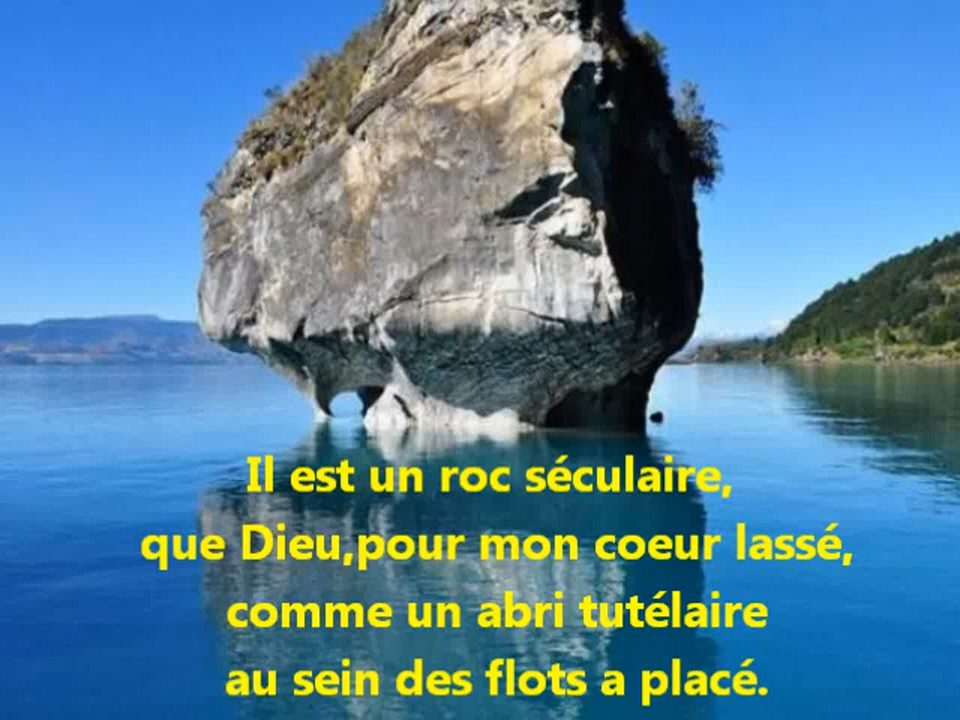 Il est un roc séculaire,
que Dieu,pour mon coeur lassé,
comme un abri tutélaire
au sein des flots a placé.